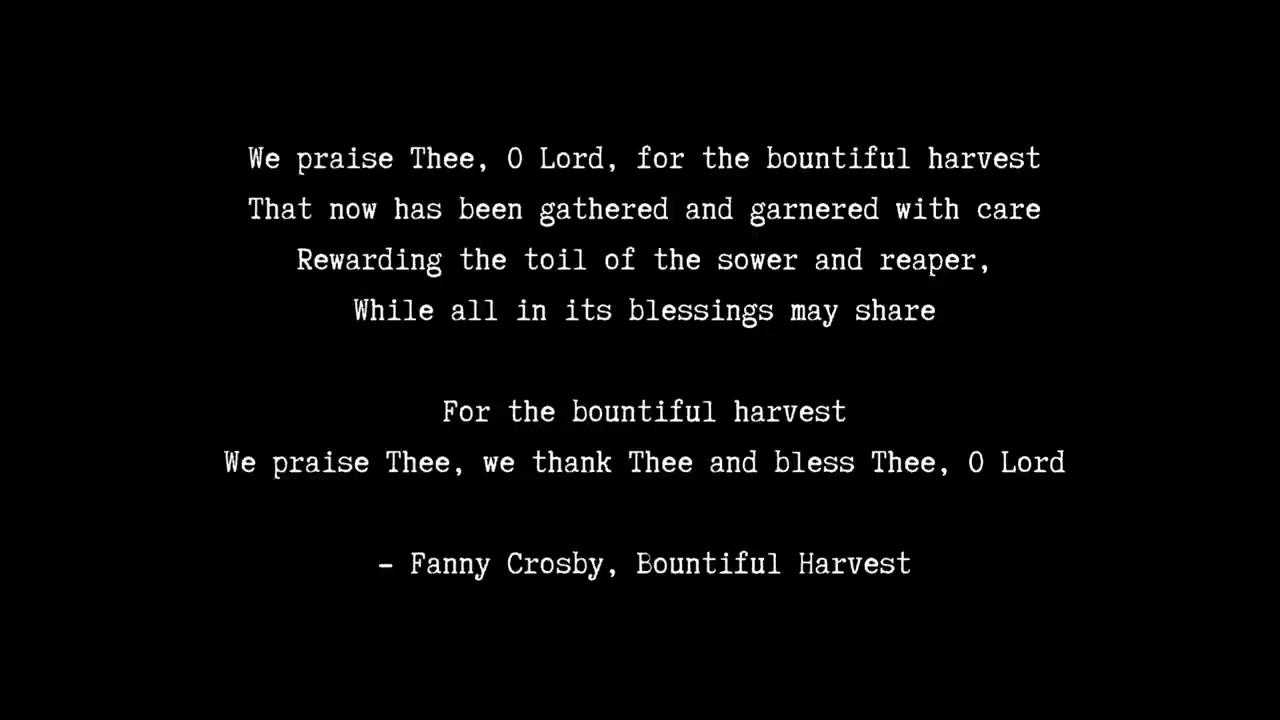 We praise Thee, O Lord, for the bountiful harvest
That now has been gathered and garnered with care
Rewarding the toil of the sower and reaper,
While all in its blessings may share
For the bountiful harvest
We praise Thee, we thank Thee and bless Thee, O Lord
- Fanny Crosby, Bountiful Harvest